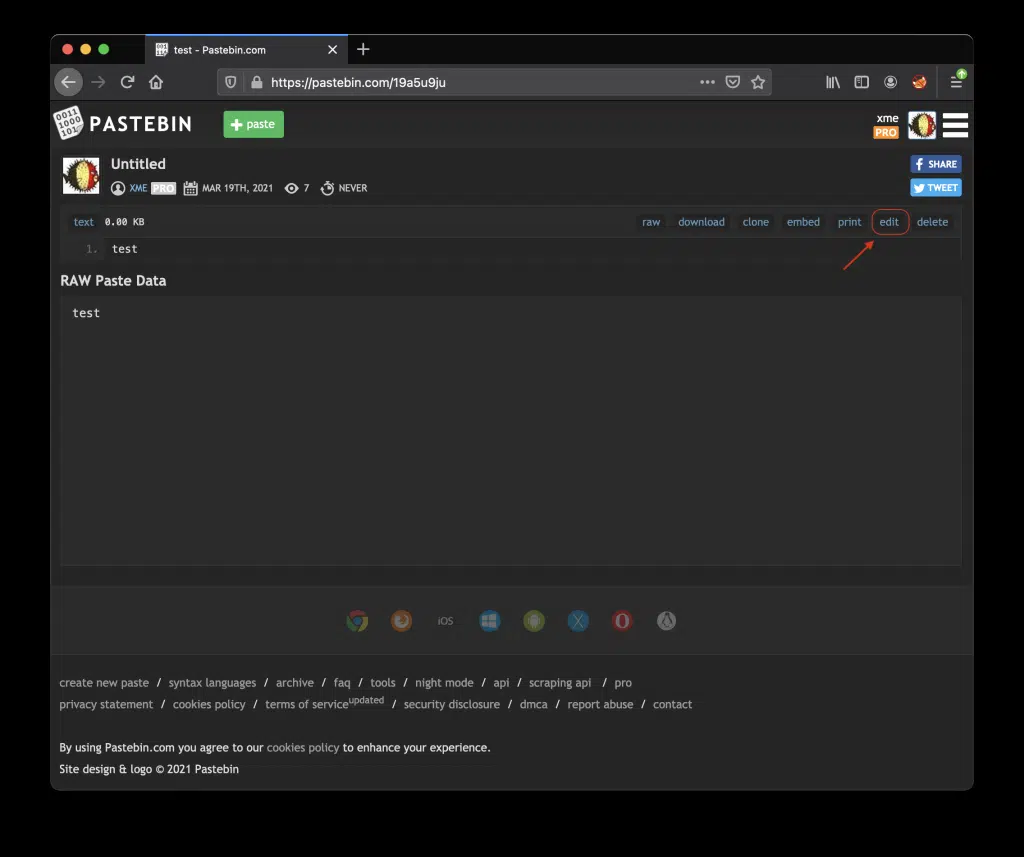 test - Pastebin.com
https://pastebin.com/19a5u9ju
0011 1000 101 PASTEBIN + paste xme PRO
Untitled SHARE
XME PRO MAR 19TH, 2021 7 NEVER TWEET
text 0.00 KB raw download clone embed print edit delete
1. test
RAW Paste Data
test
iOS
create new paste / syntax languages / archive / faq / tools / night mode / api / scraping api / pro
privacy statement / cookies policy / terms of service updated / security disclosure / dmca / report abuse / contact
By using Pastebin.com you agree to our cookies policy to enhance your experience.
Site design & logo © 2021 Pastebin